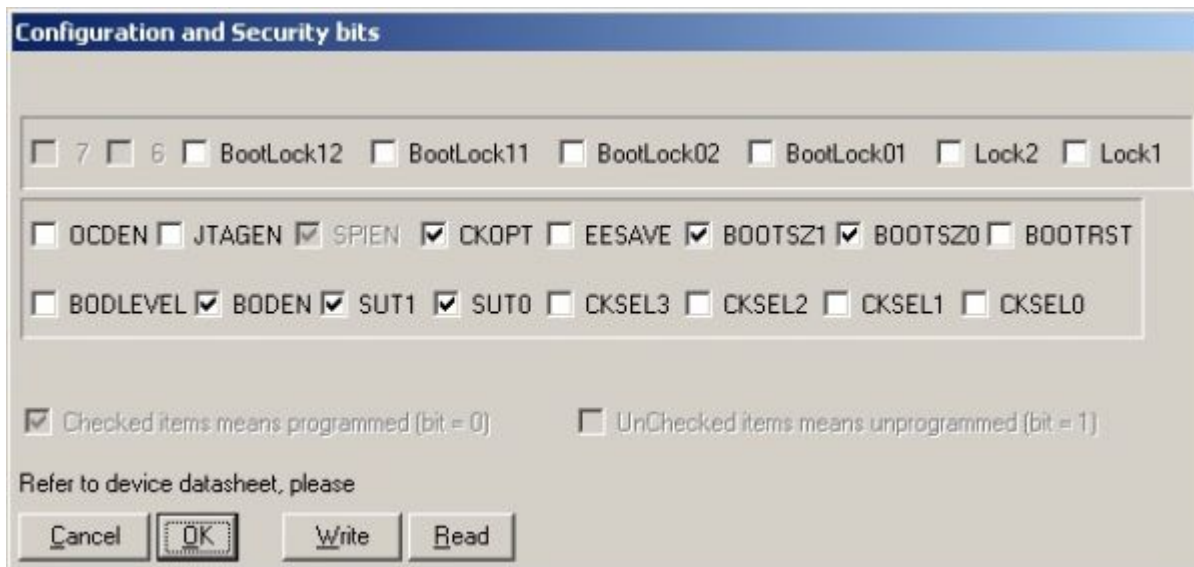 Configuration and Security bits
7 6 BootLock12 BootLock11 BootLock02 BootLock01 Lock2 Lock1
OCDEN JTAGEN SPIEN CKOPT EESAVE BOOTSZ1 BOOTSZ0 BOOTRST
BODLEVEL BODEN SUT1 SUT0 CKSEL3 CKSEL2 CKSEL1 CKSEL0
Checked items means programmed (bit = 0) UnChecked items means unprogrammed (bit = 1)
Refer to device datasheet, please
Cancel OK Write Read